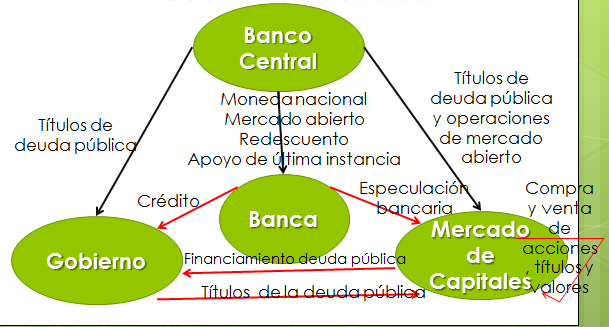 Banco
Central
Títulos de
deuda pública
Moneda nacional
Mercado abierto
Redescuento
Apoyo de última instancia
Títulos de
deuda pública
y operaciones
de mercado
abierto
Crédito
Banca
Especulación
bancaria
Compra
y venta
de
acciones
, títulos y
valores
Gobierno
Financiamiento deuda pública
Mercado
de
Capitales
Títulos de la deuda pública